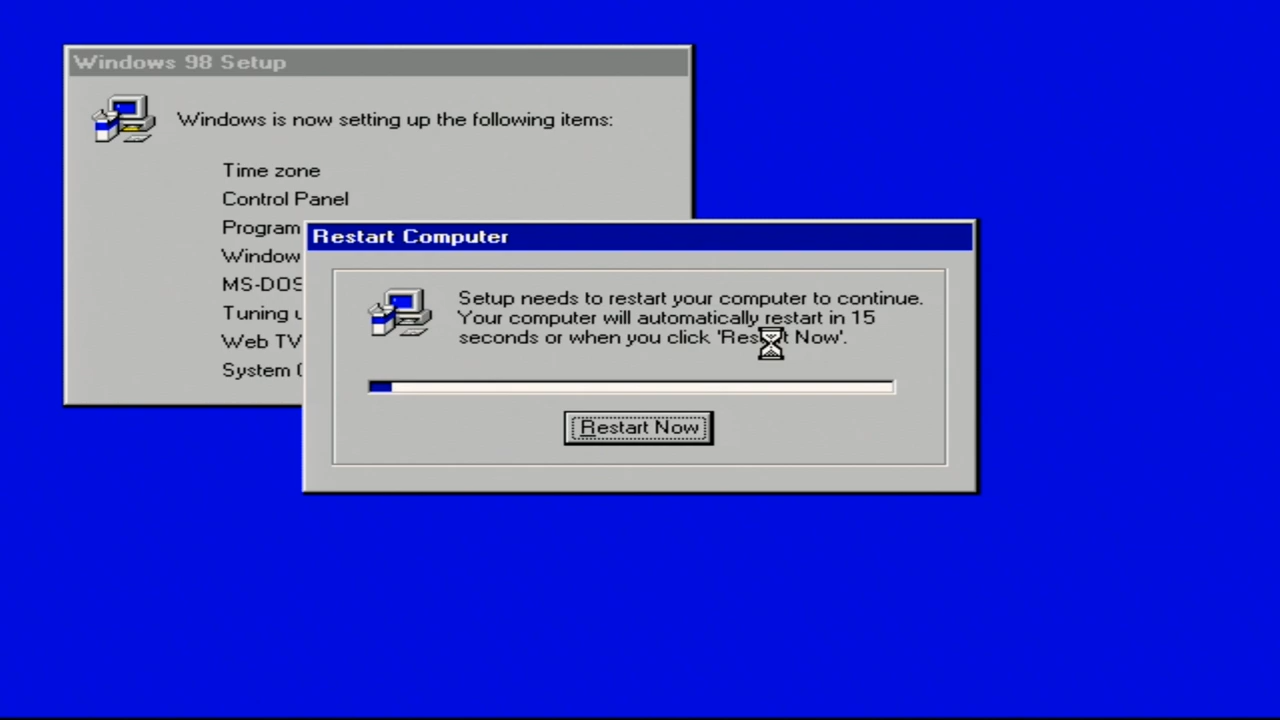 Windows 98 Setup
Windows is now setting up the following items:
Time zone
Control Panel
Program
Window
MS-DOS
Tuning
Web TV
System
Restart Computer
Setup needs to restart your computer to continue.
Your computer will automatically restart in 15
seconds or when you click 'Restart Now'.
Restart Now